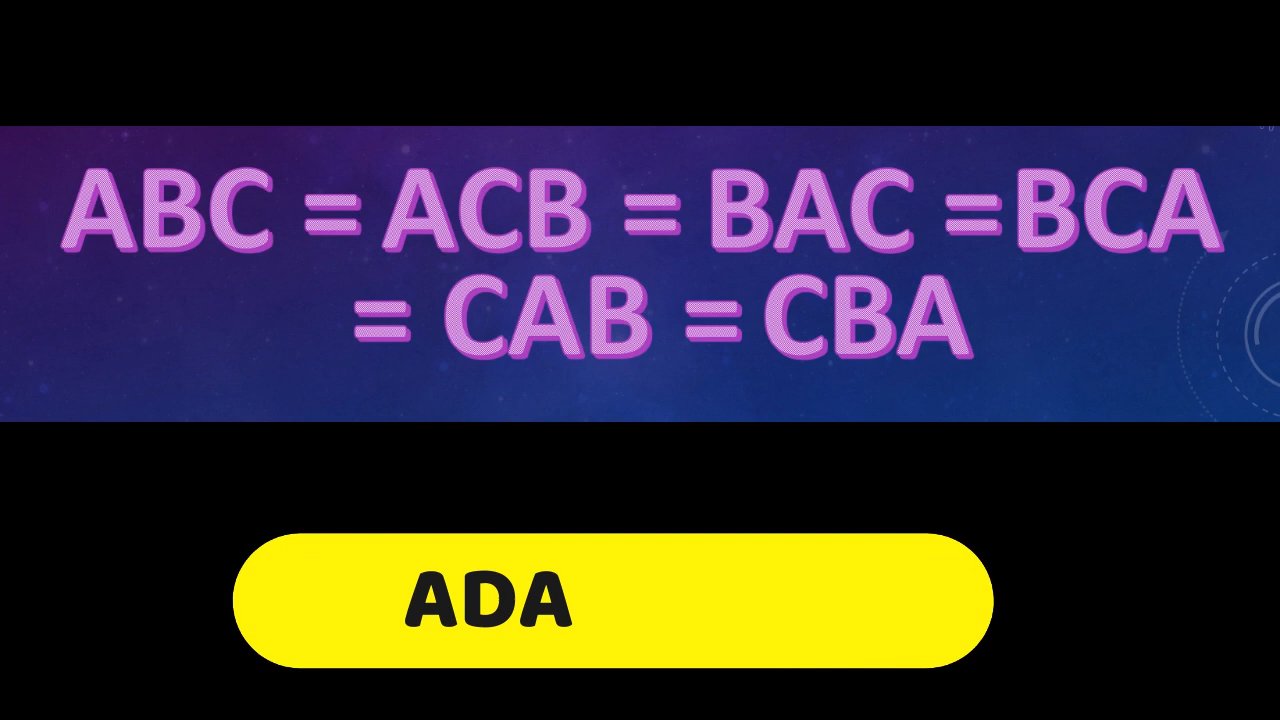 ABC = ACB = BAC = BCA
= CAB = CBA
ADA